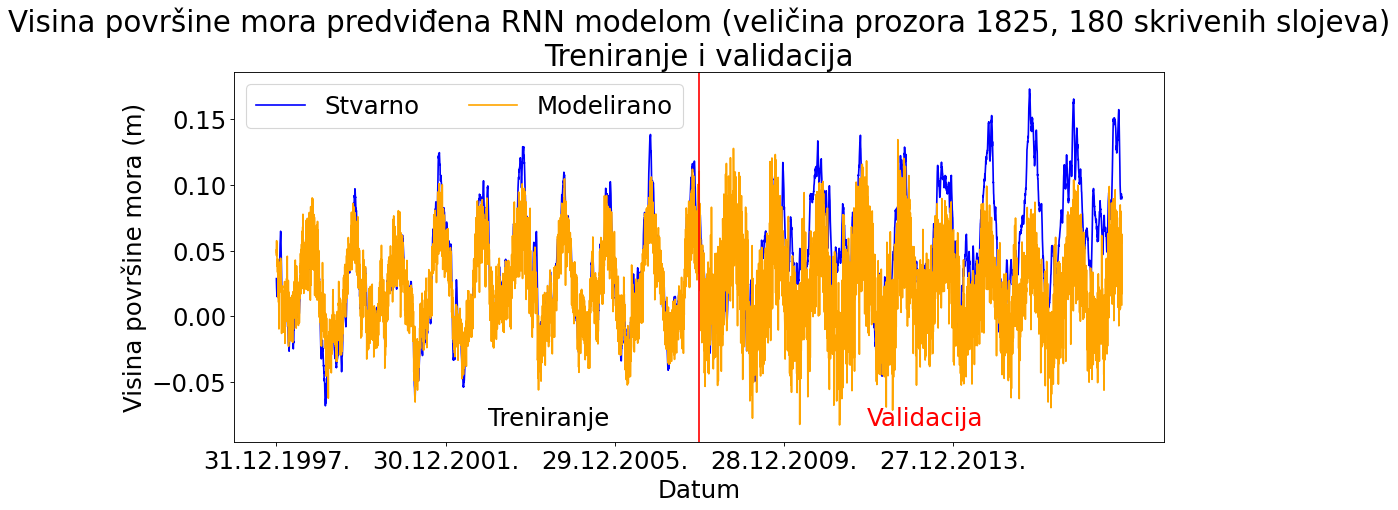 Visina površine mora predviđena RNN modelom (veličina prozora 1825, 180 skrivenih slojeva)
Treniranje i validacija
Stvarno
Modelirano
Visina površine mora (m)
0.15
0.10
0.05
0.00
−0.05
Treniranje
Validacija
31.12.1997.
30.12.2001.
29.12.2005.
28.12.2009.
27.12.2013.
Datum